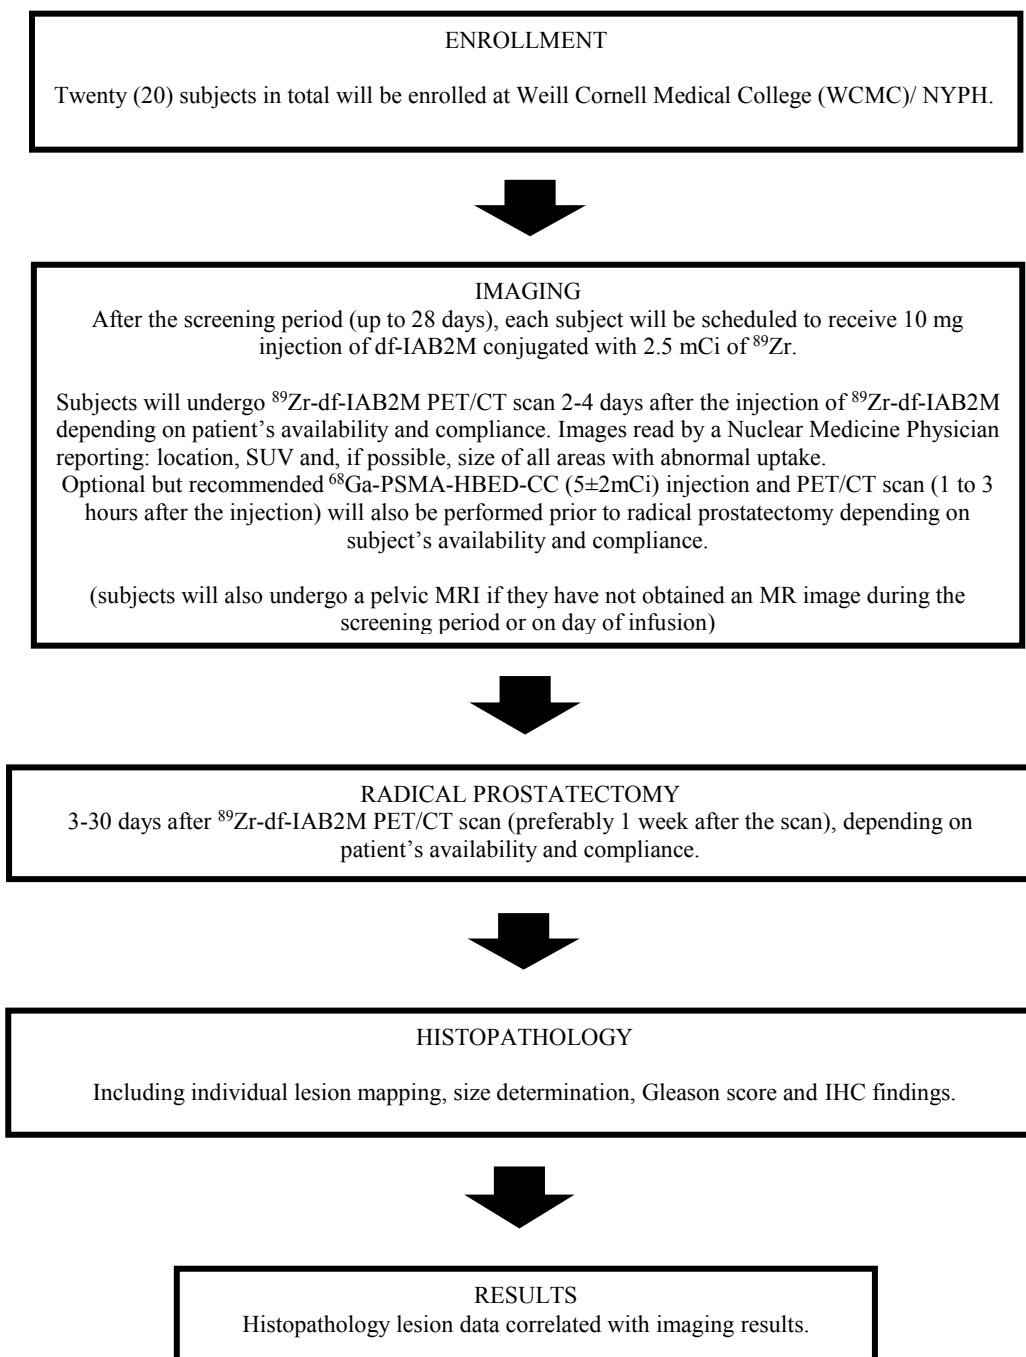 ENROLLMENT
Twenty (20) subjects in total will be enrolled at Weill Cornell Medical College (WCMC)/ NYPH.
IMAGING
After the screening period (up to 28 days), each subject will be scheduled to receive 10 mg
injection of df-IAB2M conjugated with 2.5 mCi of ⁸⁹Zr.
Subjects will undergo ⁸⁹Zr-df-IAB2M PET/CT scan 2-4 days after the injection of ⁸⁹Zr-df-IAB2M
depending on patient’s availability and compliance. Images read by a Nuclear Medicine Physician
reporting: location, SUV and, if possible, size of all areas with abnormal uptake.
Optional but recommended ⁶⁸Ga-PSMA-HBED-CC (5±2mCi) injection and PET/CT scan (1 to 3
hours after the injection) will also be performed prior to radical prostatectomy depending on
subject’s availability and compliance.
(subjects will also undergo a pelvic MRI if they have not obtained an MR image during the
screening period or on day of infusion)
RADICAL PROSTATECTOMY
3-30 days after ⁸⁹Zr-df-IAB2M PET/CT scan (preferably 1 week after the scan), depending on
patient’s availability and compliance.
HISTOPATHOLOGY
Including individual lesion mapping, size determination, Gleason score and IHC findings.
RESULTS
Histopathology lesion data correlated with imaging results.